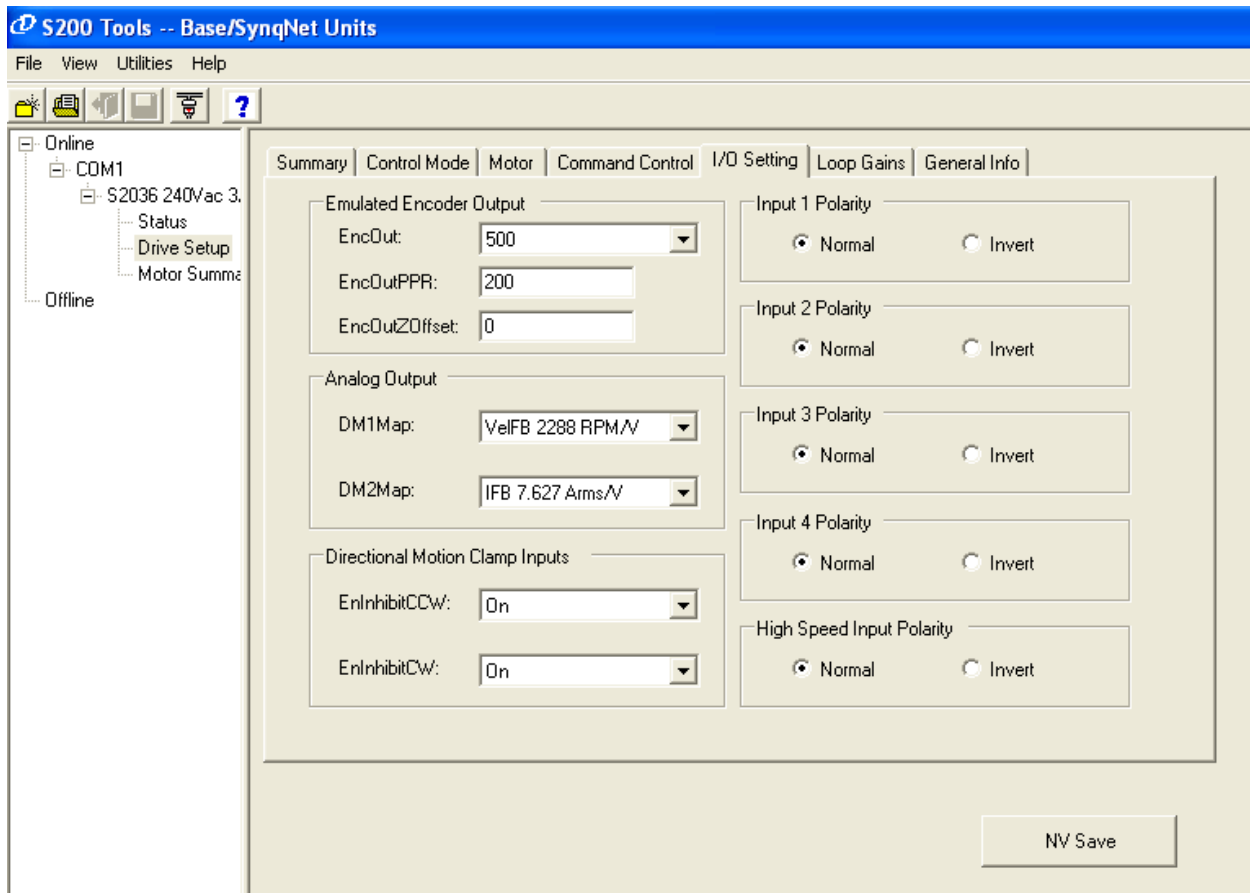 S200 Tools -- Base/SynqNet Units
File View Utilities Help
?
Online
COM1
S2036 240Vac 3.
Status
Drive Setup
Motor Summa
Offline
Summary Control Mode Motor Command Control I/O Setting Loop Gains General Info
Emulated Encoder Output
EncOut: 500
EncOutPPR: 200
EncOutZOffset: 0
Analog Output
DM1Map: VelFB 2288 RPM/V
DM2Map: IFB 7.627 Arms/V
Directional Motion Clamp Inputs
EnInhibitCCW: On
EnInhibitCW: On
Input 1 Polarity
Normal Invert
Input 2 Polarity
Normal Invert
Input 3 Polarity
Normal Invert
Input 4 Polarity
Normal Invert
High Speed Input Polarity
Normal Invert
NV Save